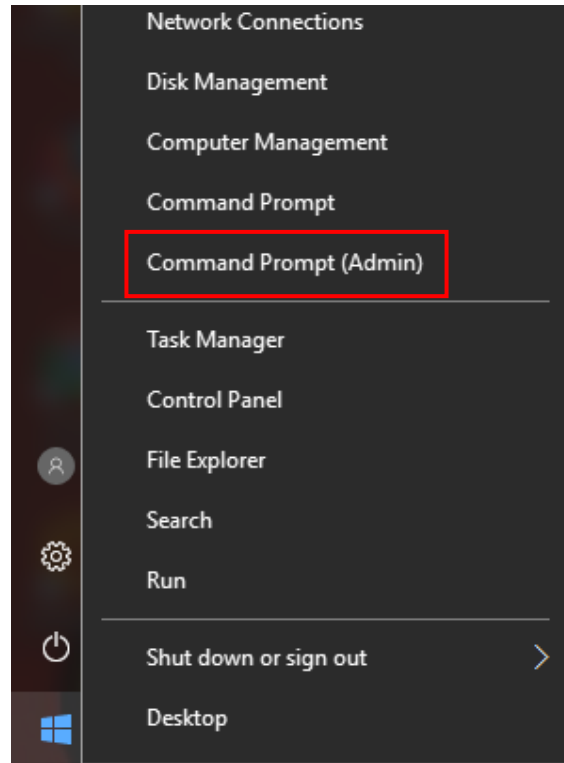 Network Connections
Disk Management
Computer Management
Command Prompt
Command Prompt (Admin)
Task Manager
Control Panel
File Explorer
Search
Run
Shut down or sign out
Desktop